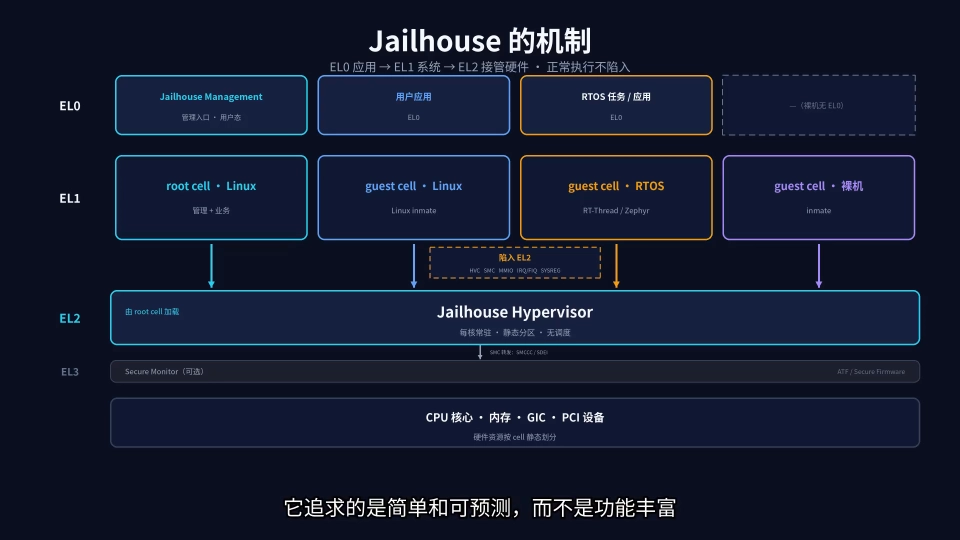 Jailhouse 的机制
EL0 应用 → EL1 系统 → EL2 接管硬件 · 正常执行不陷入
EL0
Jailhouse Management
管理入口 · 用户态
用户应用
EL0
RTOS 任务 / 应用
EL0
—（裸机无 EL0）
EL1
root cell · Linux
管理 + 业务
guest cell · Linux
Linux inmate
guest cell · RTOS
RT-Thread / Zephyr
guest cell · 裸机
inmate
陷入 EL2
HVC SMC MMIO IRQ/FIQ SYSREG
EL2
由 root cell 加载
Jailhouse Hypervisor
每核常驻 · 静态分区 · 无调度
SMC 转发：SMCCC / SDEI
EL3
Secure Monitor（可选）
ATF / Secure Firmware
CPU 核心 · 内存 · GIC · PCI 设备
硬件资源按 cell 静态划分
它追求的是简单和可预测，而不是功能丰富